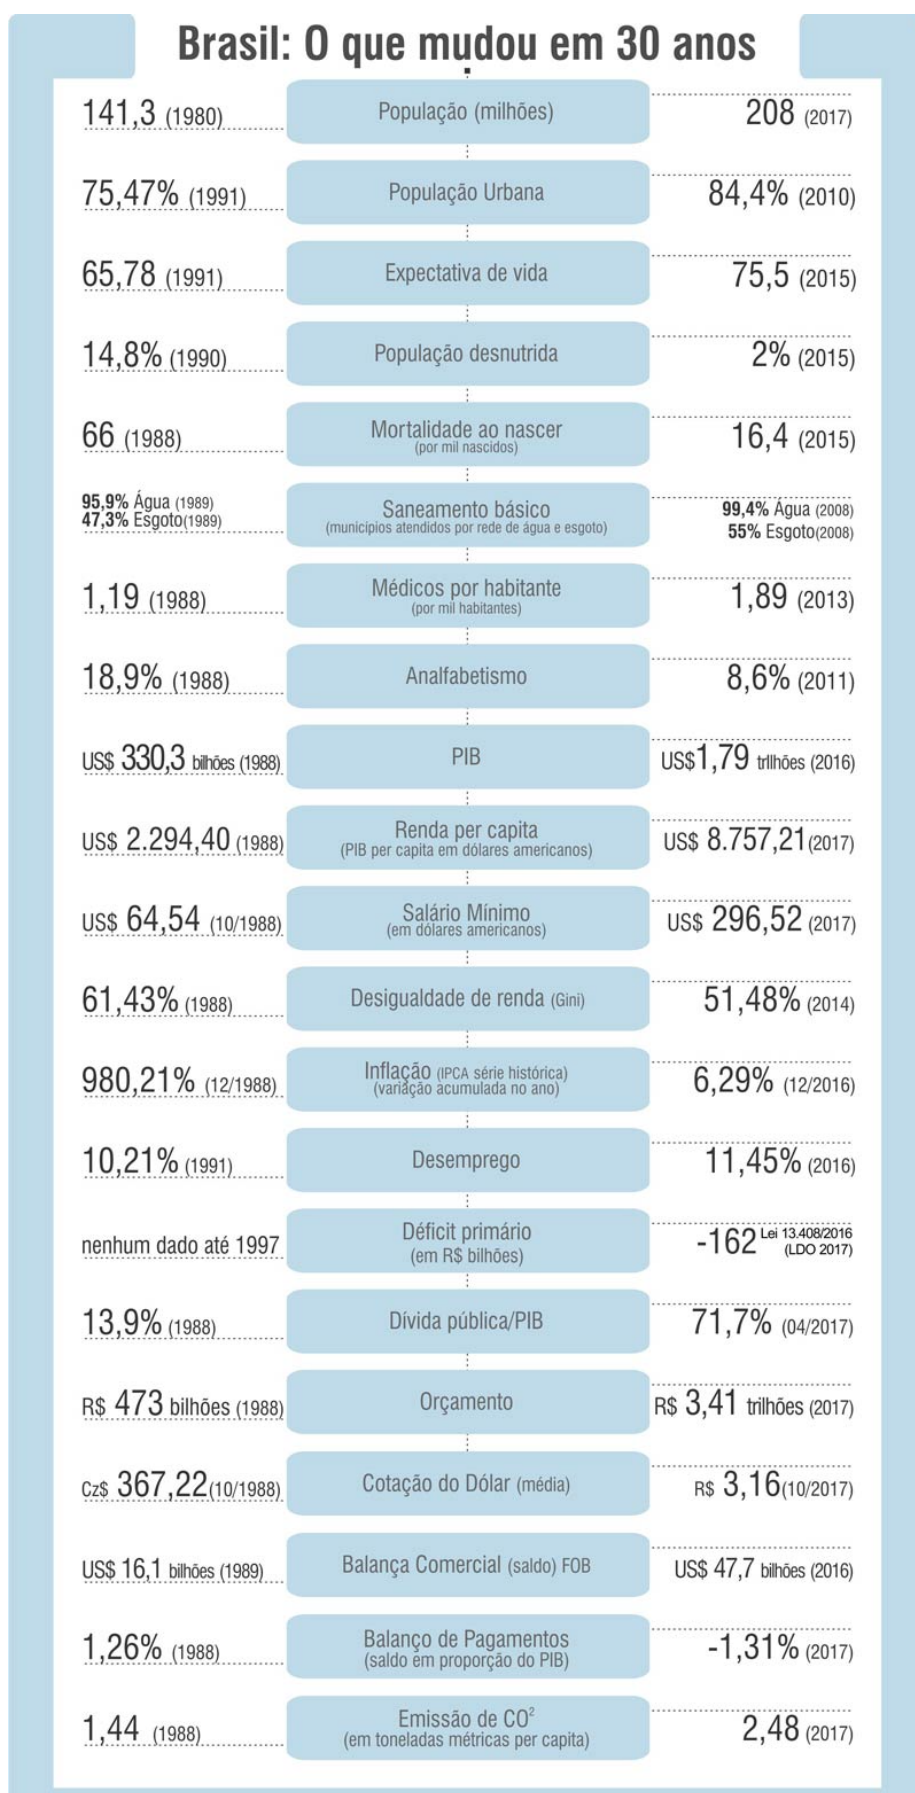 Brasil: O que mudou em 30 anos
141,3 (1980)
População (milhões)
208 (2017)
75,47% (1991)
População Urbana
84,4% (2010)
65,78 (1991)
Expectativa de vida
75,5 (2015)
14,8% (1990)
População desnutrida
2% (2015)
66 (1988)
Mortalidade ao nascer
(por mil nascidos)
16,4 (2015)
95,9% Água (1989)
47,3% Esgoto(1989)
Saneamento básico
(municipios atendidos por rede de água e esgoto)
99,4% Água (2008)
55% Esgoto(2008)
1,19 (1988)
Médicos por habitante
(por mil habitantes)
1,89 (2013)
18,9% (1988)
Analfabetismo
8,6% (2011)
US$ 330,3 bilhões (1988)
PIB
US$1,79 trllhões (2016)
US$ 2.294,40 (1988)
Renda per capita
(PIB per capita em dólares americanos)
US$ 8.757,21(2017)
US$ 64,54 (10/1988)
Salário Mínimo
(em dólares americanos)
US$ 296,52 (2017)
61,43% (1988)
Desigualdade de renda (Gini)
51,48% (2014)
980,21% (12/1988)
Inflação (IPCA série histórica)
(variação acumulada no ano)
6,29% (12/2016)
10,21% (1991)
Desemprego
11,45% (2016)
nenhum dado até 1997
Déficit primário
(em R$ bilhões)
-162 Lei 13.408/2016
(LDO 2017)
13,9% (1988)
Dívida pública/PIB
71,7% (04/2017)
R$ 473 bilhões (1988)
Orçamento
R$ 3,41 trilhões (2017)
Cz$ 367,22(10/1988)
Cotação do Dólar (média)
R$ 3,16(10/2017)
US$ 16,1 bilhões (1989)
Balança Comercial (saldo) FOB
US$ 47,7 bilhões (2016)
1,26% (1988)
Balanço de Pagamentos
(saldo em proporção do PIB)
-1,31% (2017)
1,44 (1988)
Emissão de CO²
(em toneladas métricas per capita)
2,48 (2017)